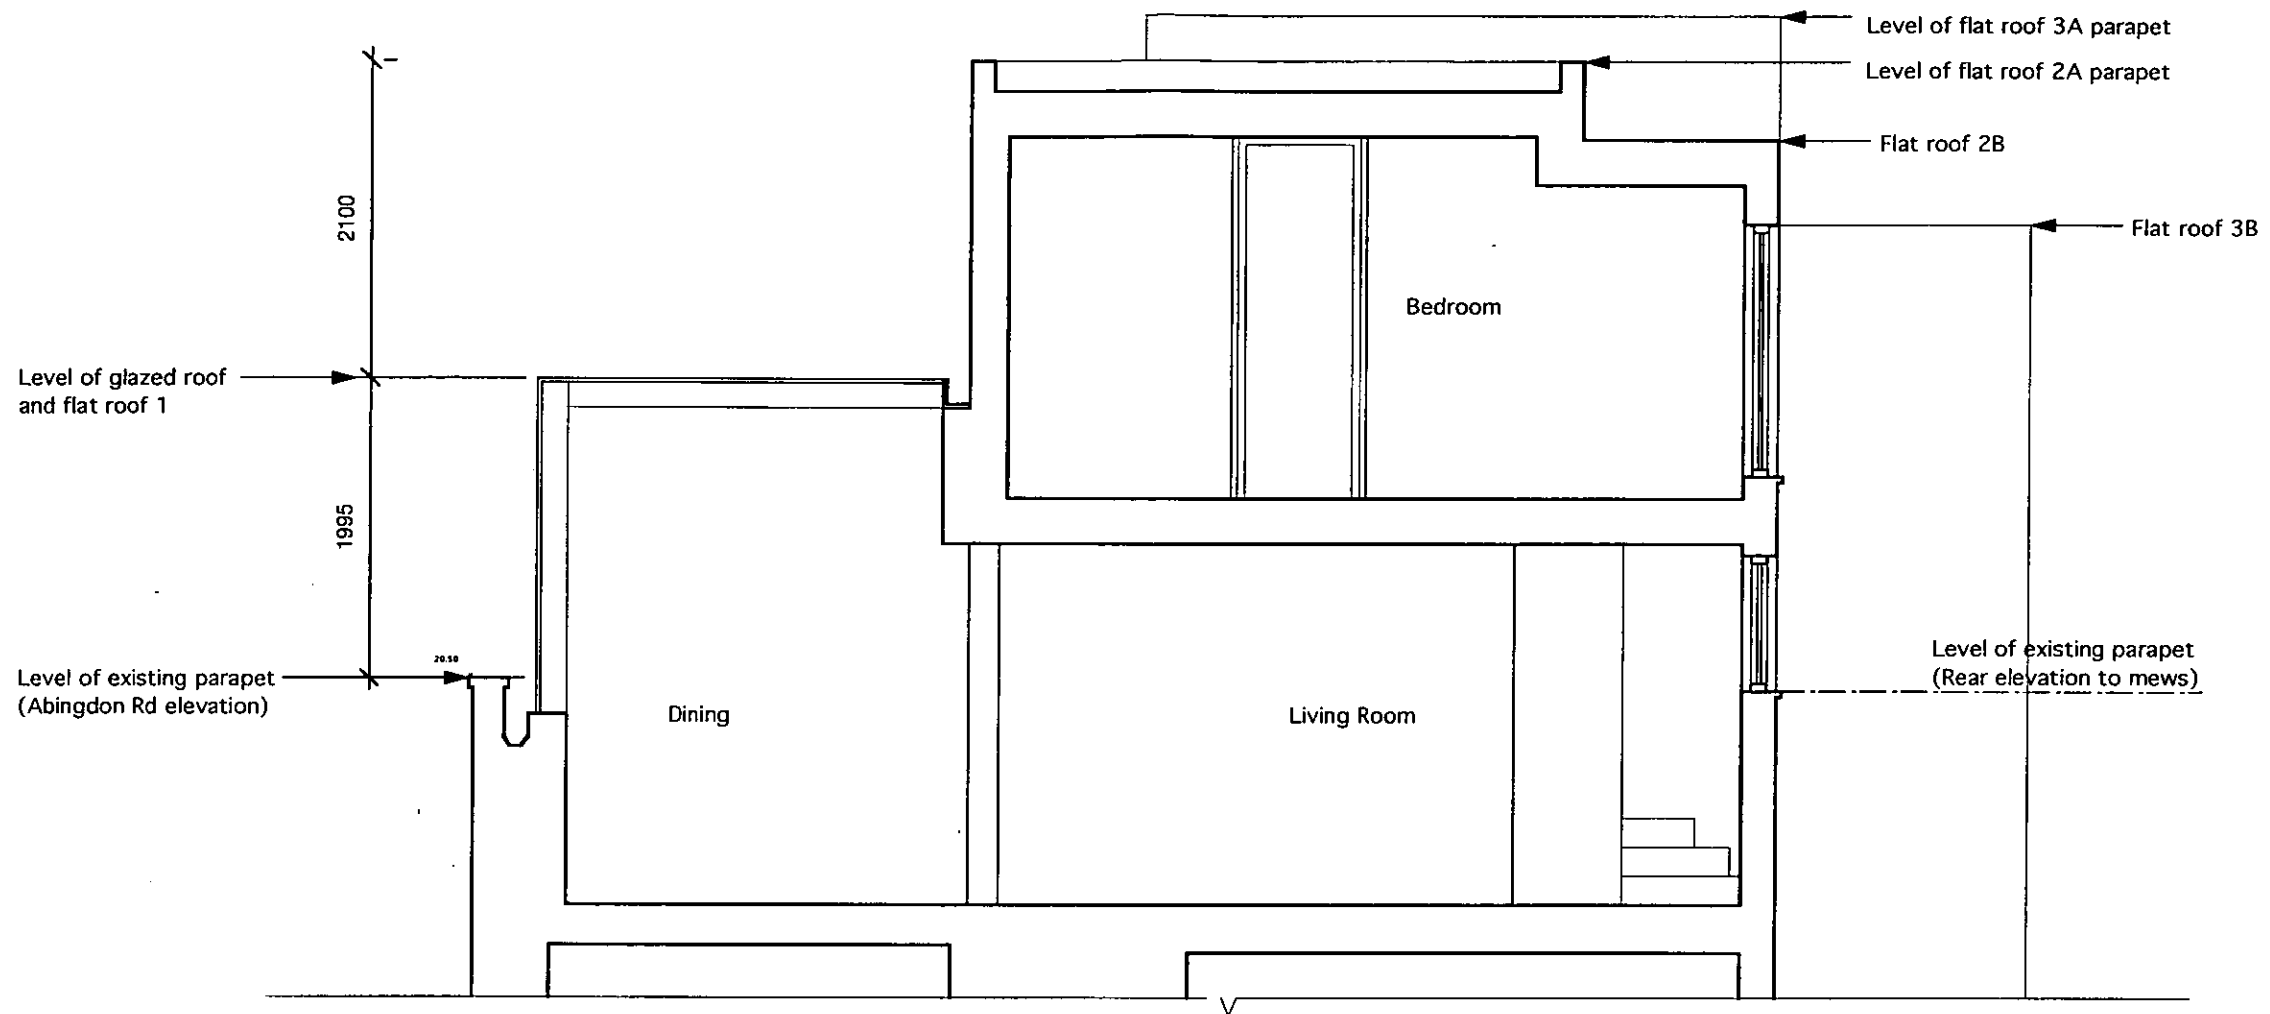 Level of flat roof 3A parapet
Level of flat roof 2A parapet
Flat roof 2B
2100
Flat roof 3B
Bedroom
Level of glazed roof
and flat roof 1
1995
20.50
Level of existing parapet
(Abingdon Rd elevation)
Level of existing parapet
(Rear elevation to mews)
Dining
Living Room